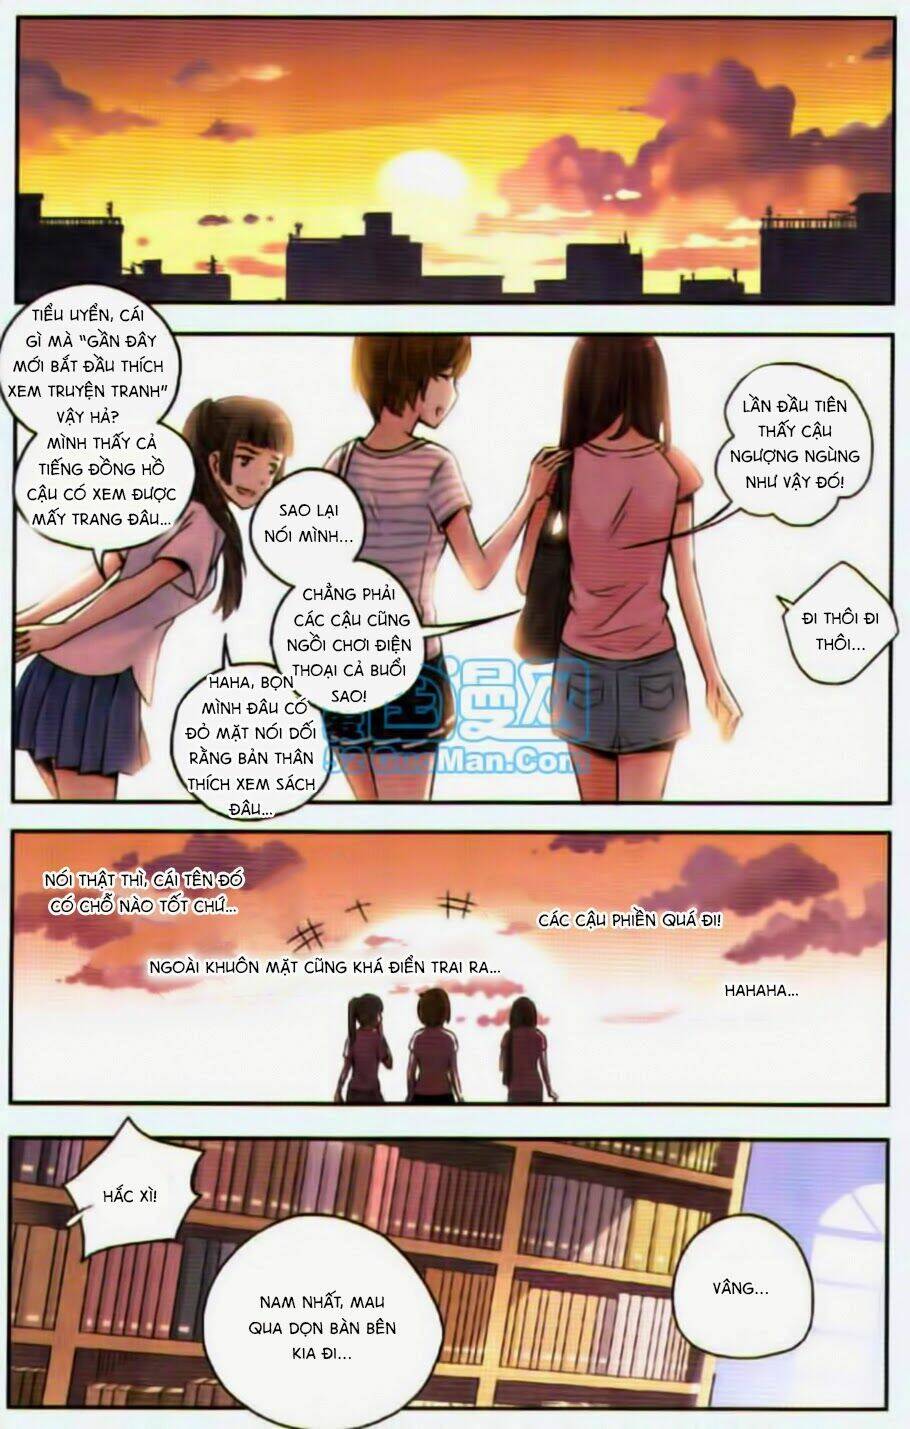 TIỂU UYỂN, CÁI
GÌ MÀ "GẦN ĐÂY
MỚI BẮT ĐẦU THÍCH
XEM TRUYỆN TRANH"
VẬY HẢ?
MÌNH THẤY CẢ
TIẾNG ĐỒNG HỒ
CẬU CÓ XEM ĐƯỢC
MẤY TRANG ĐÂU...
LẦN ĐẦU TIÊN
THẤY CẬU
NGƯỢNG NGÙNG
NHƯ VẬY ĐÓ!
SAO LẠI
NÓI MÌNH...
CHẲNG PHẢI
CÁC CẬU CŨNG
NGỒI CHƠI ĐIỆN
THOẠI CẢ BUỔI
SAO!
ĐI THÔI ĐI
THÔI...
HAHA, BỌN
MÌNH ĐÂU CÓ
ĐỎ MẶT NÓI DỐI
RẰNG BẢN THÂN
THÍCH XEM SÁCH
ĐÂU...
漫网
Man.Com
NÓI THẬT THÌ, CÁI TÊN ĐÓ
CÓ CHỖ NÀO TỐT CHỨ...
CÁC CẬU PHIỀN QUÁ ĐI!
NGOÀI KHUÔN MẶT CŨNG KHÁ ĐIỂN TRAI RA...
HAHAHA...
HẮC XÌ!
NAM NHẤT, MAU
QUA DỌN BÀN BÊN
KIA ĐI...
VÂNG...